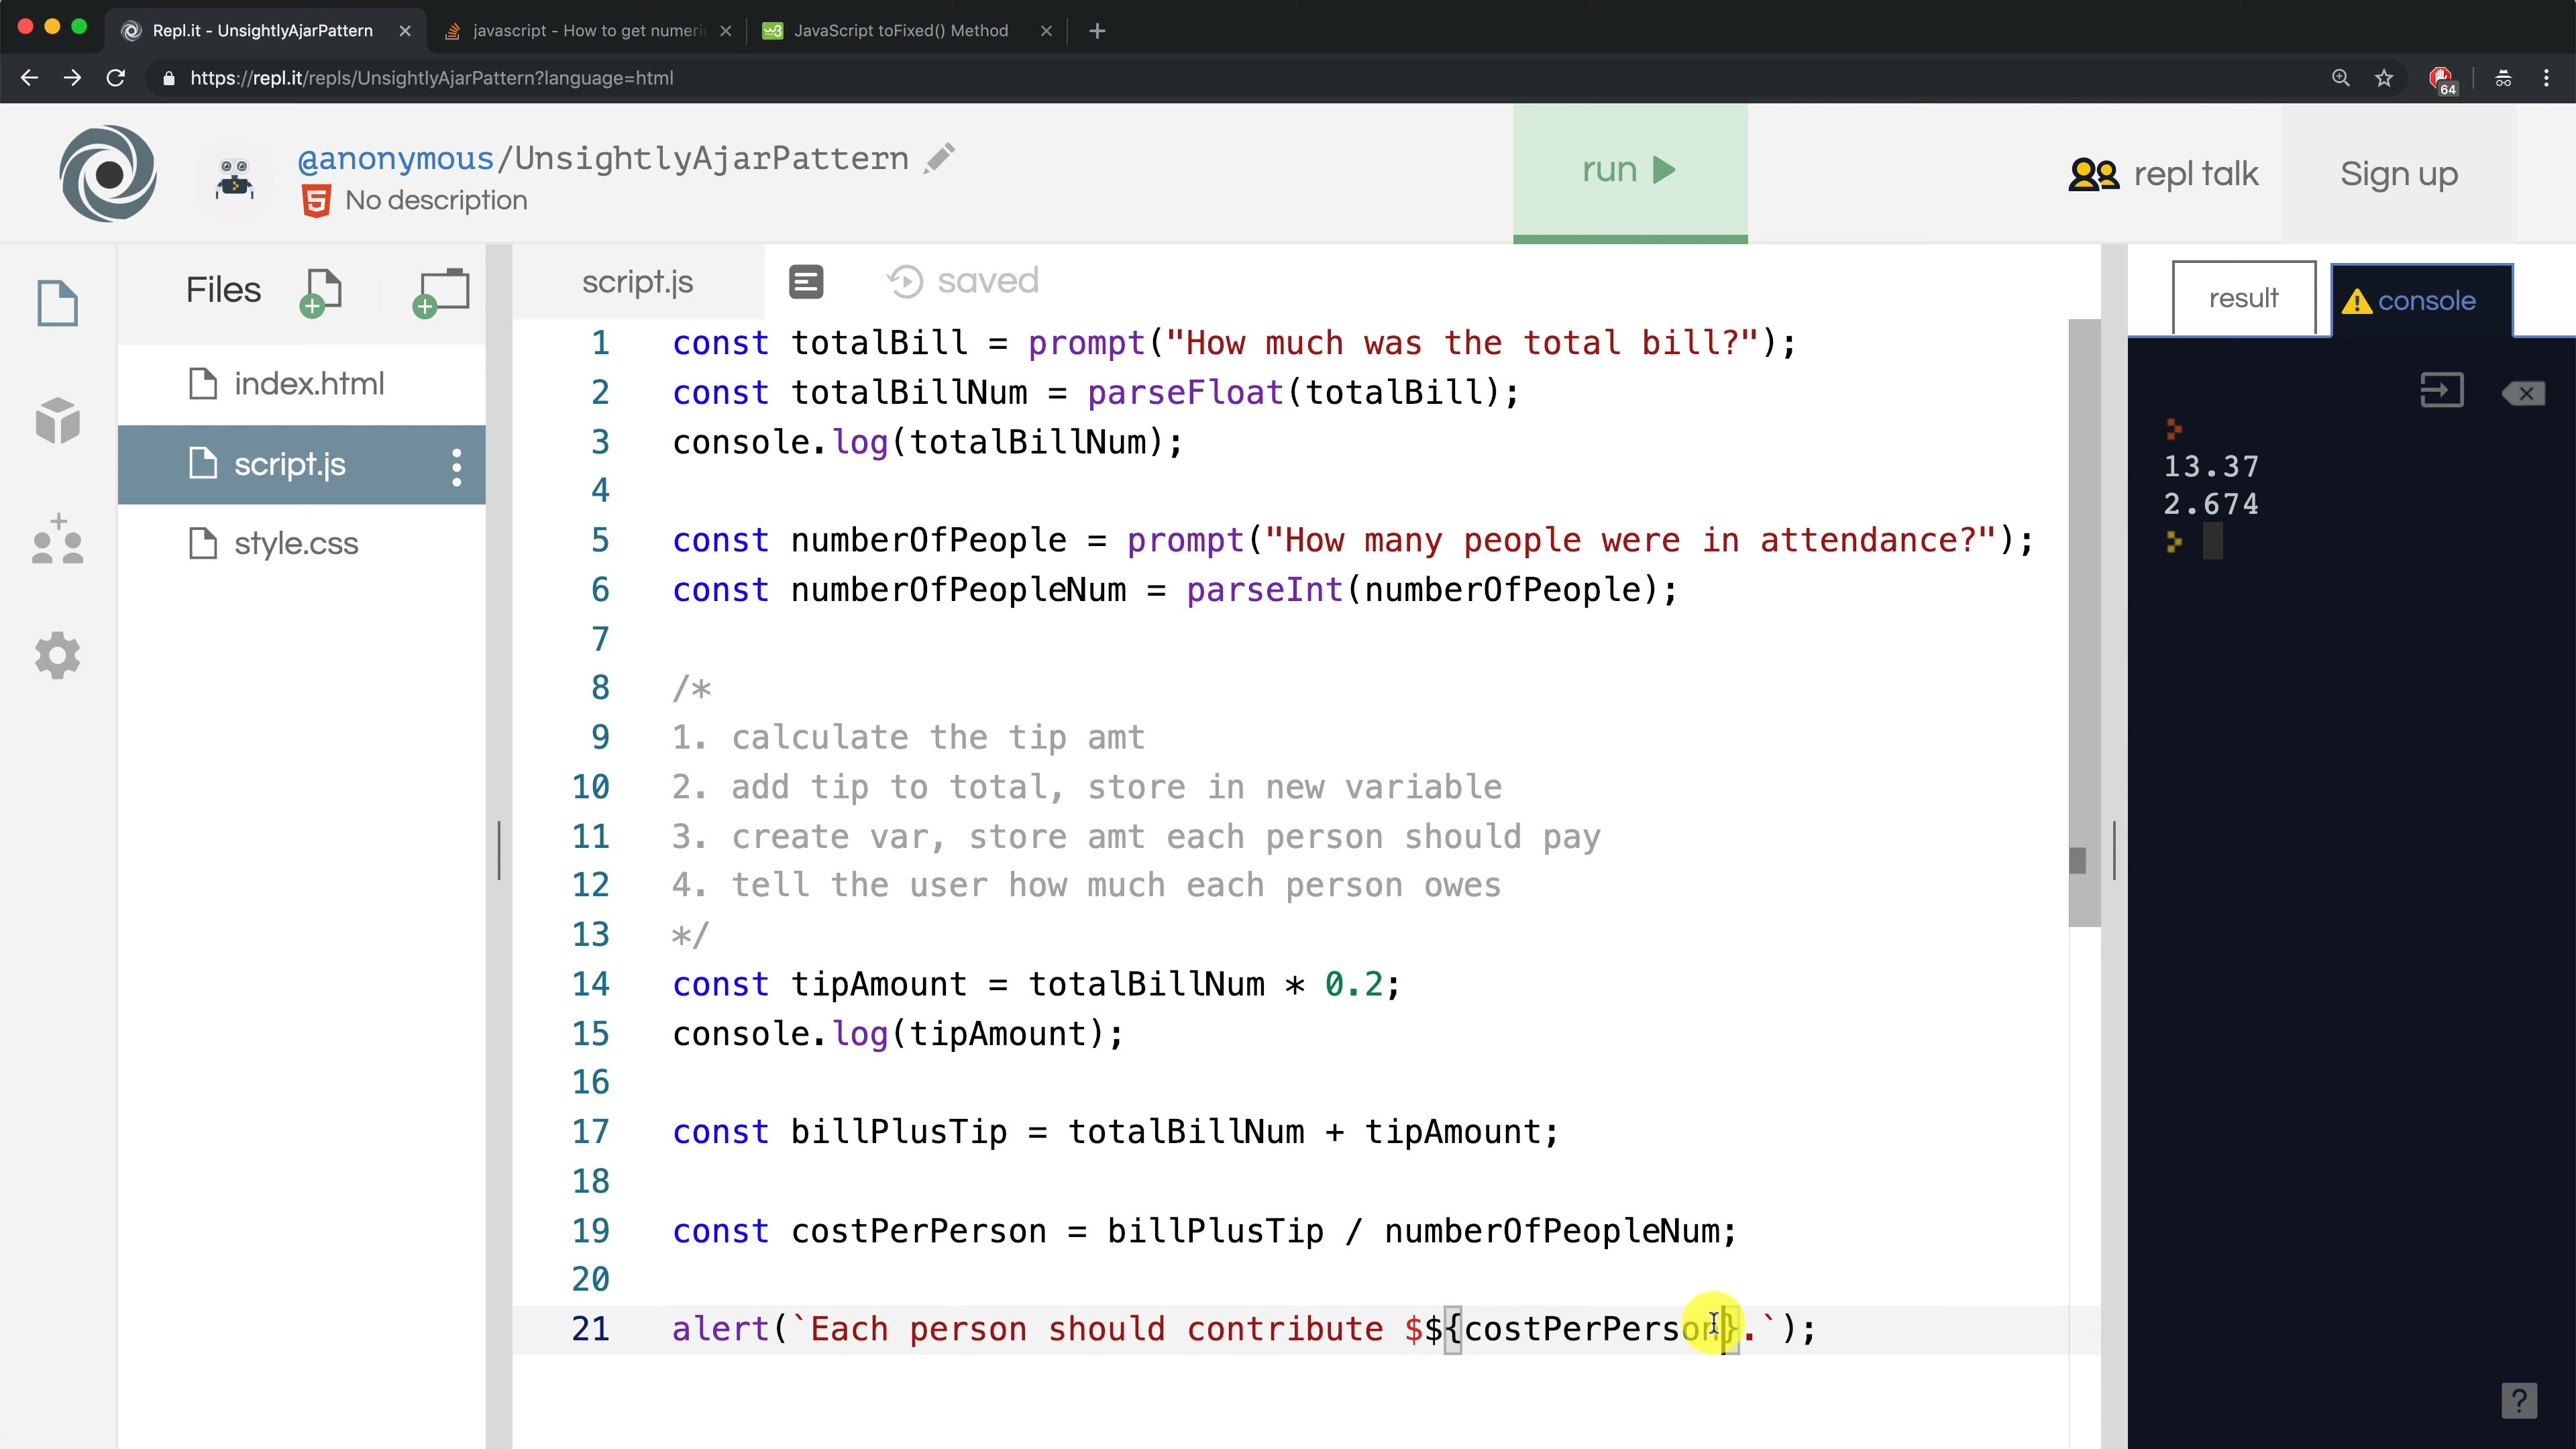 Repl.it - UnsightlyAjarPattern
javascript - How to get numeric
JavaScript toFixed() Method
https://repl.it/repls/UnsightlyAjarPattern?language=html
64
@anonymous/UnsightlyAjarPattern
No description
run
repl talk
Sign up
Files
index.html
script.js
style.css
script.js
saved
1 const totalBill = prompt("How much was the total bill?");
2 const totalBillNum = parseFloat(totalBill);
3 console.log(totalBillNum);
4
5 const numberOfPeople = prompt("How many people were in attendance?");
6 const numberOfPeopleNum = parseInt(numberOfPeople);
7
8 /*
9 1. calculate the tip amt
10 2. add tip to total, store in new variable
11 3. create var, store amt each person should pay
12 4. tell the user how much each person owes
13 */
14 const tipAmount = totalBillNum * 0.2;
15 console.log(tipAmount);
16
17 const billPlusTip = totalBillNum + tipAmount;
18
19 const costPerPerson = billPlusTip / numberOfPeopleNum;
20
21 alert(`Each person should contribute $${costPerPerson}.`);
result
console
13.37
2.674
?